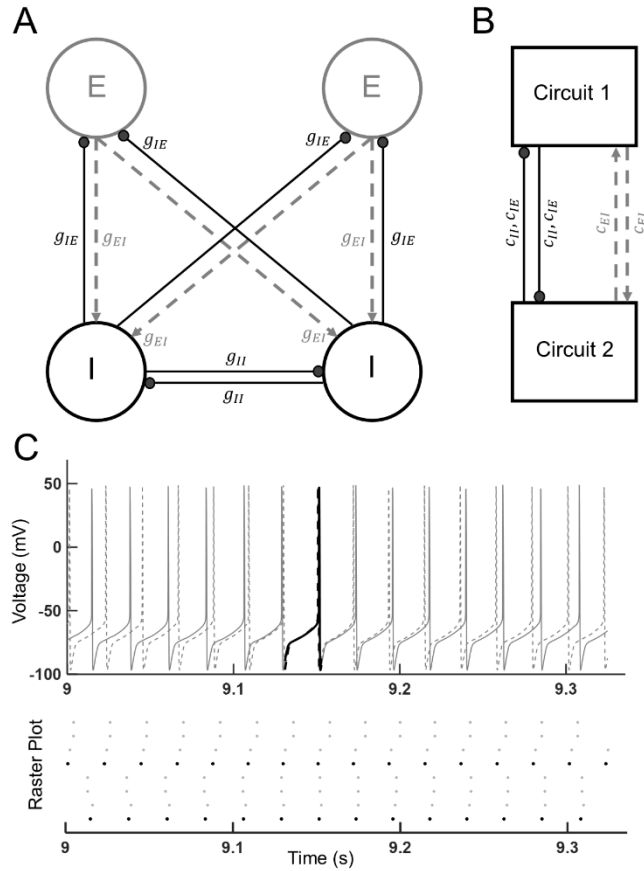 A
B
E
E
g_IE
g_IE
g_IE
g_EI
g_EI
g_IE
g_EI
g_EI
I
I
g_II
g_II
Circuit 1
c_II, c_IE
c_II, c_IE
c_EI
c_EI
Circuit 2
C
Voltage (mV)
50
0
-50
-100
9
9.1
9.2
9.3
Raster Plot
9
9.1
9.2
9.3
Time (s)